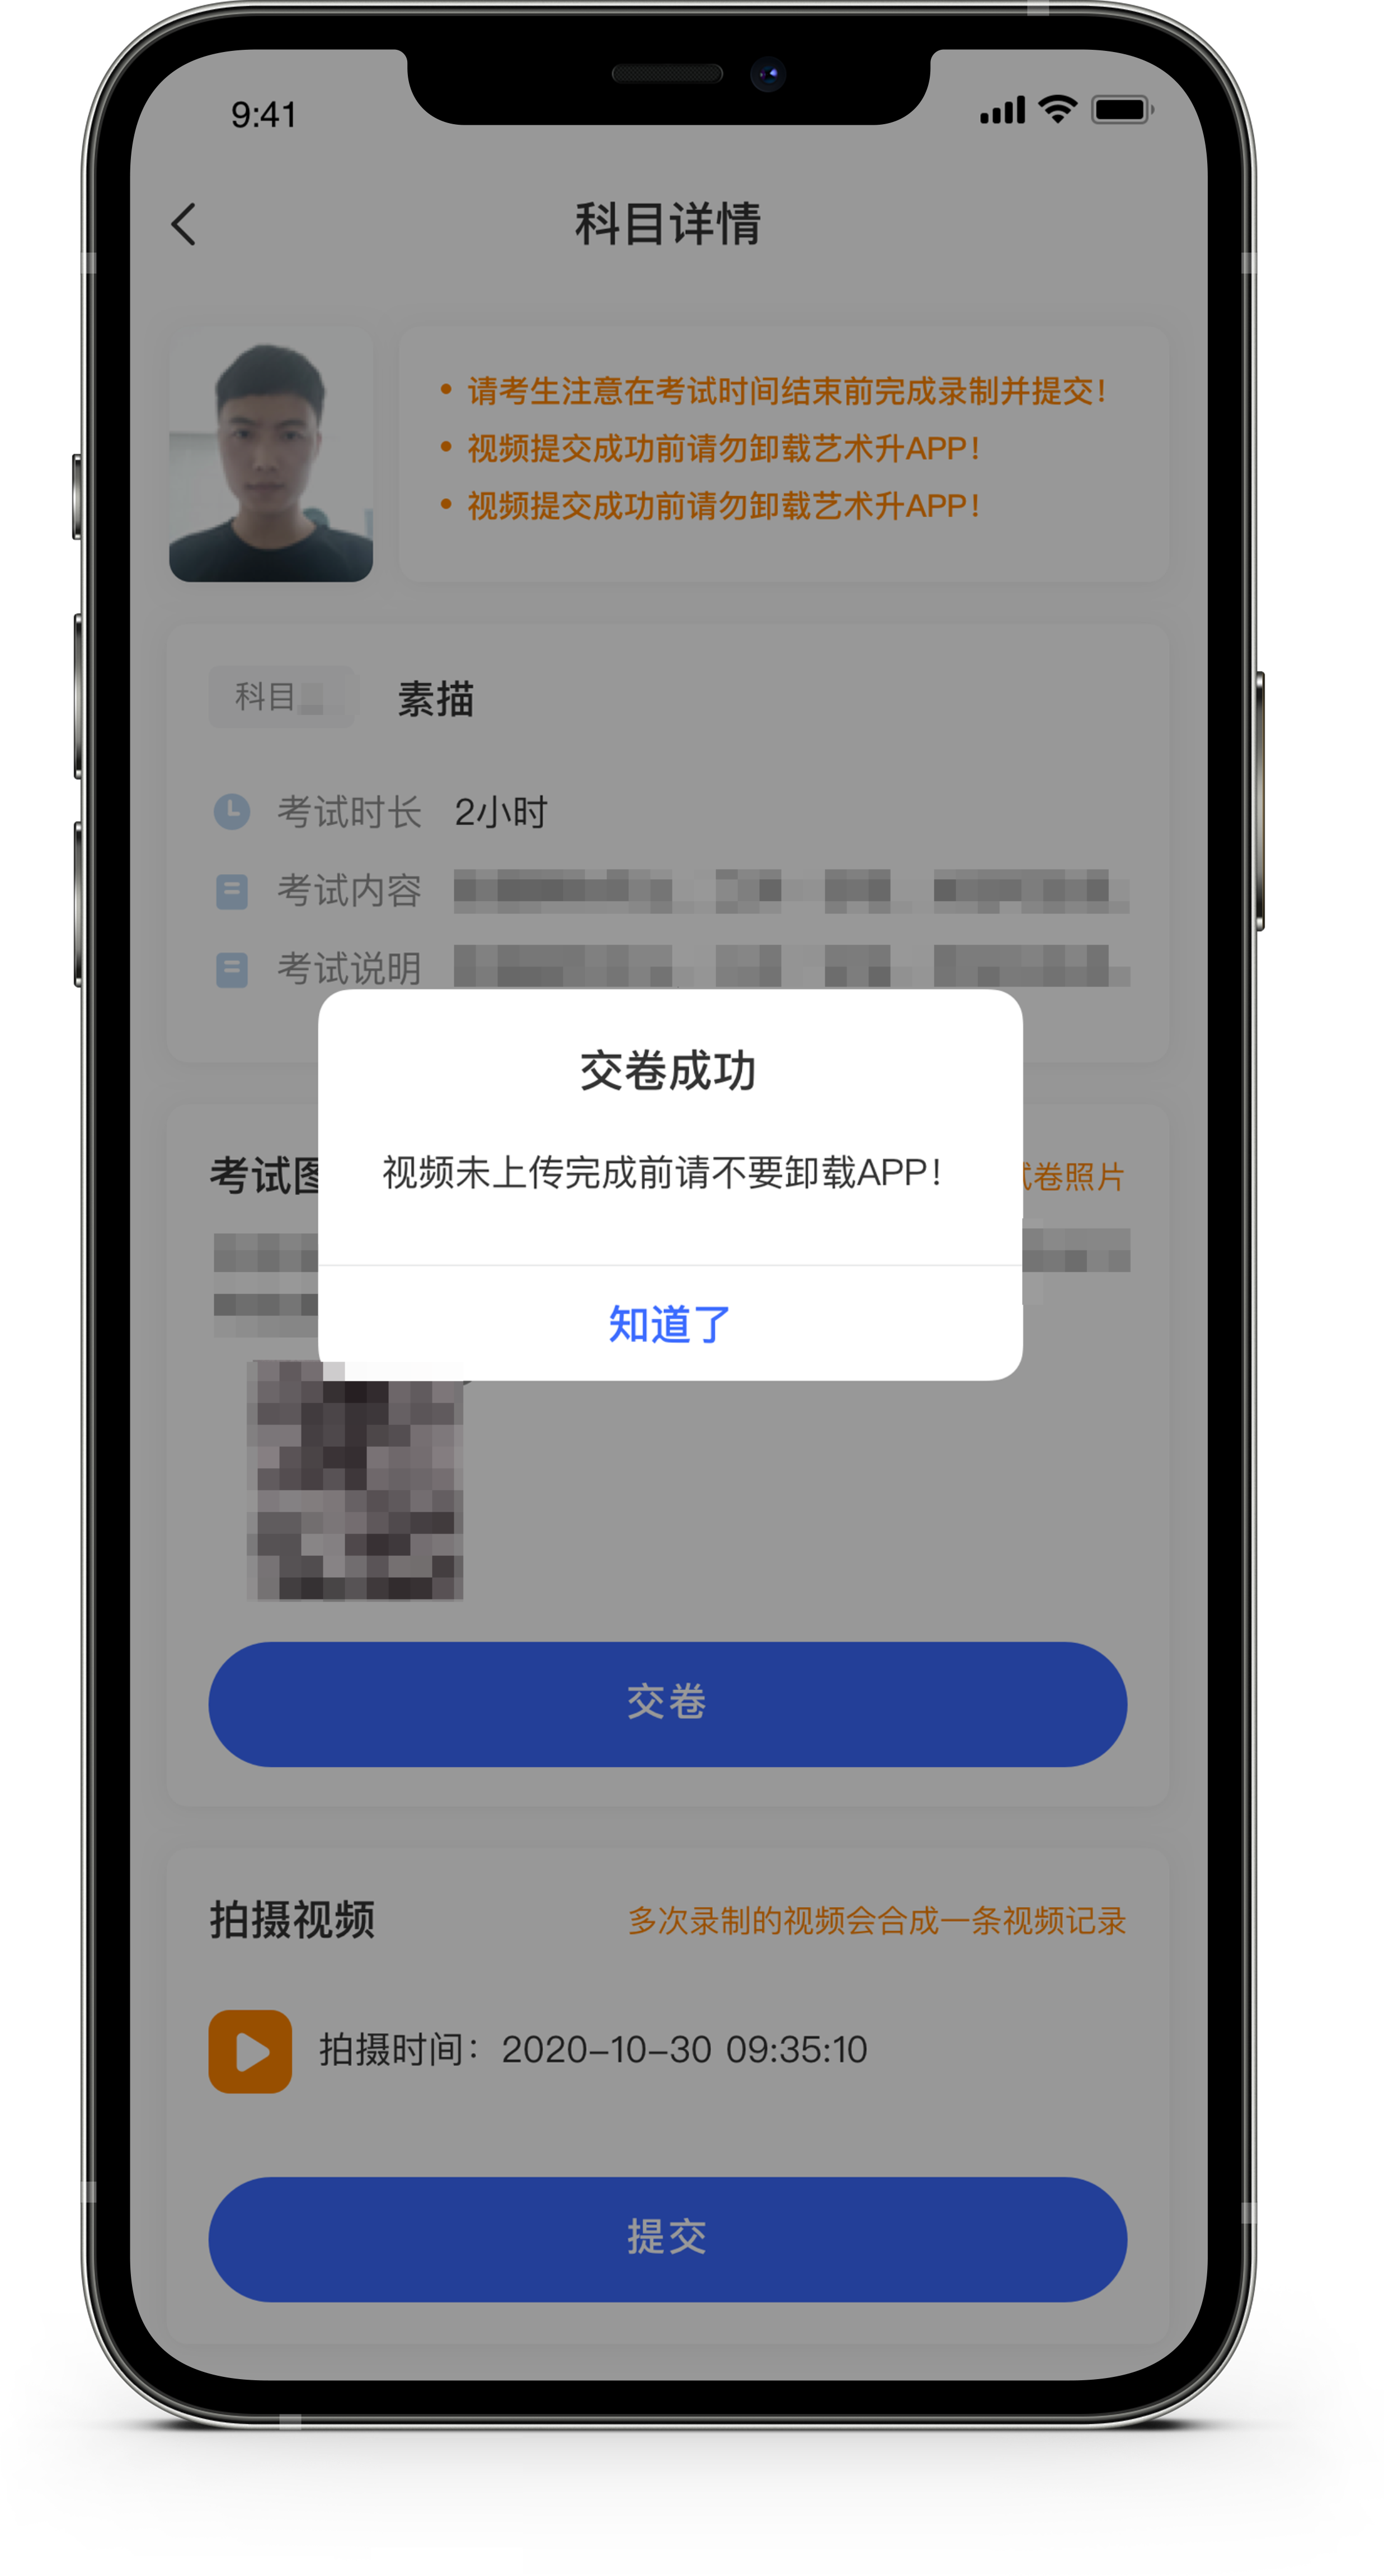 9:41
科目详情
请考生注意在考试时间结束前完成录制并提交！
视频提交成功前请勿卸载艺术升APP！
视频提交成功前请勿卸载艺术升APP！
科目
素描
考试时长 2小时
考试内容
考试说明
交卷成功
考试图
视频未上传完成前请不要卸载APP！
卷照片
知道了
交卷
拍摄视频
多次录制的视频会合成一条视频记录
拍摄时间：2020-10-30 09:35:10
提交